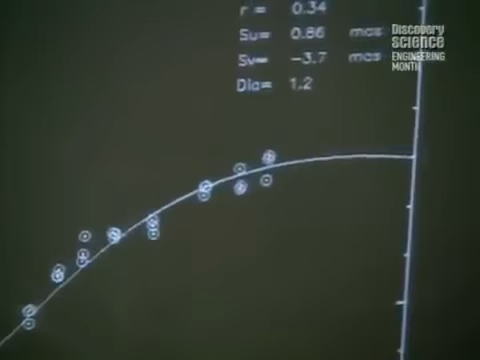 r = 0.34
Su= 0.86 mas
Sv= -3.7 mas
Dia= 1.2
Discovery
science
ENGINEERING
MONTH